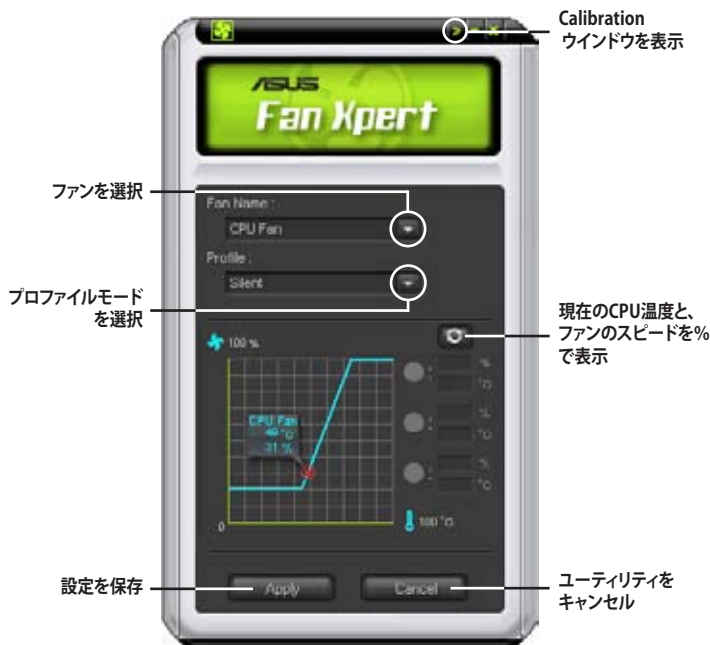 Calibration
ウインドウを表示
ASUS
Fan Xpert
ファンを選択
Fan Name :
CPU Fan
Profile :
Silent
プロファイルモード
を選択
現在のCPU温度と、
ファンのスピードを%
で表示
100 %
%
°C
CPU Fan
31 %
%
°C
%
°C
0
100 °C
設定を保存
Apply
Cancel
ユーティリティを
キャンセル